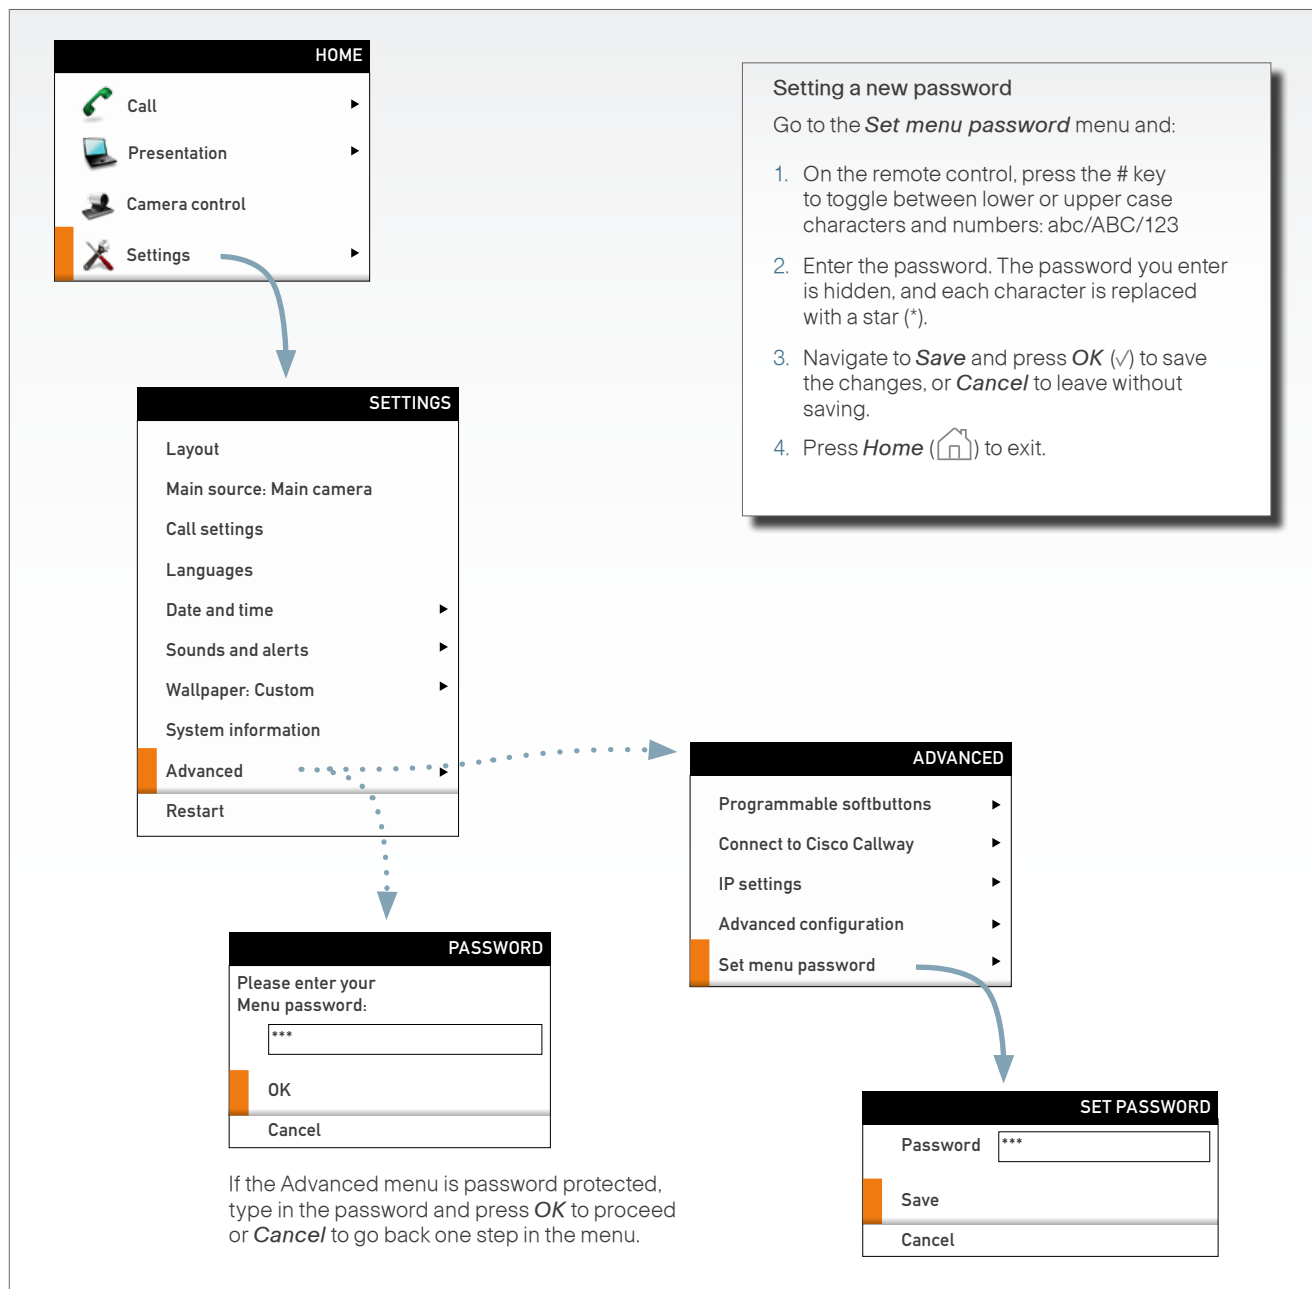 HOME
Call
Presentation
Camera control
Settings
Setting a new password
Go to the Set menu password menu and:
1. On the remote control, press the # key
to toggle between lower or upper case
characters and numbers: abc/ABC/123
2. Enter the password. The password you enter
is hidden, and each character is replaced
with a star (*).
3. Navigate to Save and press OK (✓) to save
the changes, or Cancel to leave without
saving.
4. Press Home () to exit.
SETTINGS
Layout
Main source: Main camera
Call settings
Languages
Date and time
Sounds and alerts
Wallpaper: Custom
System information
Advanced
Restart
ADVANCED
Programmable softbuttons
Connect to Cisco Callway
IP settings
Advanced configuration
Set menu password
PASSWORD
Please enter your
Menu password:
***
OK
Cancel
If the Advanced menu is password protected,
type in the password and press OK to proceed
or Cancel to go back one step in the menu.
SET PASSWORD
Password ***
Save
Cancel